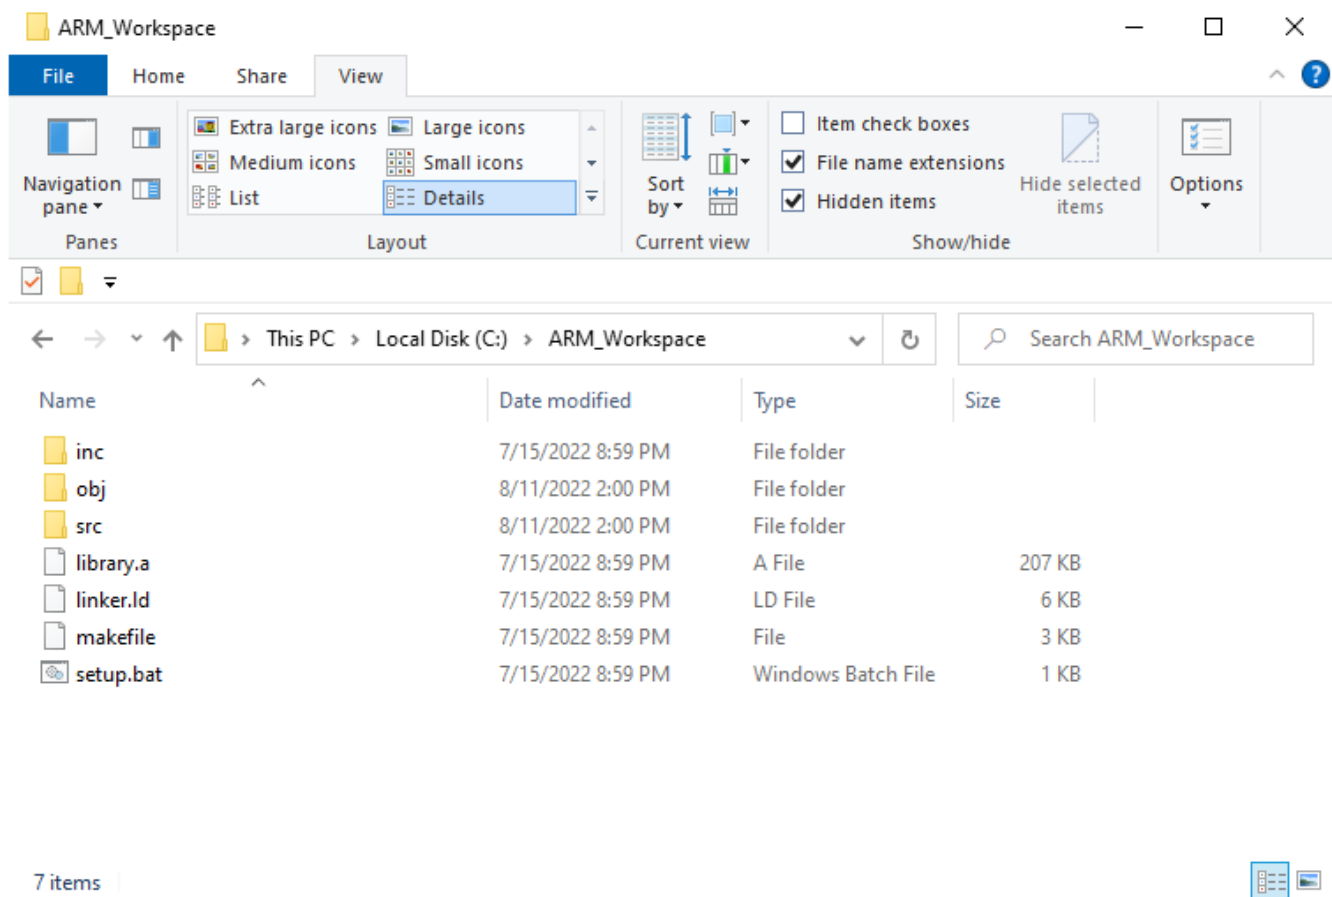 ARM_Workspace
File Home Share View
Navigation pane
Panes
Extra large icons Large icons
Medium icons Small icons
List Details
Layout
Sort by
Current view
Item check boxes
File name extensions
Hidden items
Hide selected items
Show/hide
Options
This PC > Local Disk (C:) > ARM_Workspace
Search ARM_Workspace
Name Date modified Type Size
inc 7/15/2022 8:59 PM File folder
obj 8/11/2022 2:00 PM File folder
src 8/11/2022 2:00 PM File folder
library.a 7/15/2022 8:59 PM A File 207 KB
linker.ld 7/15/2022 8:59 PM LD File 6 KB
makefile 7/15/2022 8:59 PM File 3 KB
setup.bat 7/15/2022 8:59 PM Windows Batch File 1 KB
7 items